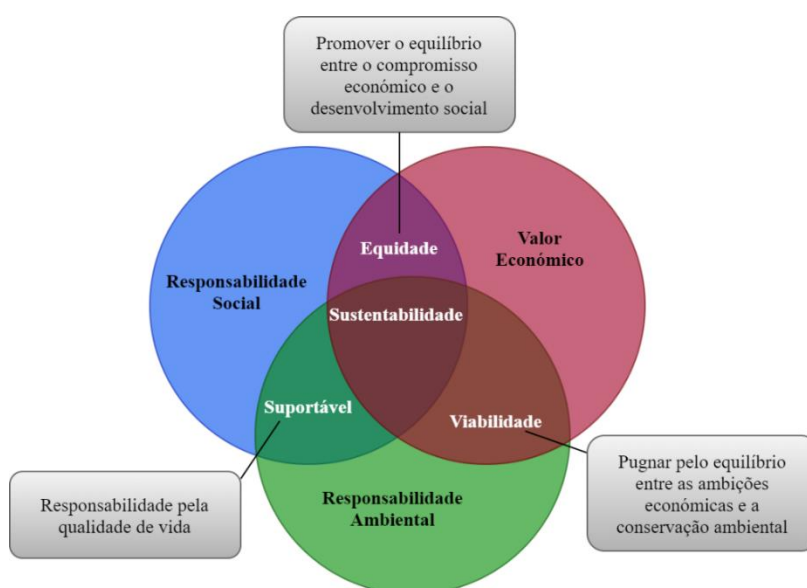 Promover o equilíbrio
entre o compromisso
económico e o
desenvolvimento social
Equidade
Valor
Económico
Responsabilidade
Social
Sustentabilidade
Suportável
Viabilidade
Responsabilidade pela
qualidade de vida
Responsabilidade
Ambiental
Pugnar pelo equilíbrio
entre as ambições
económicas e a
conservação ambiental